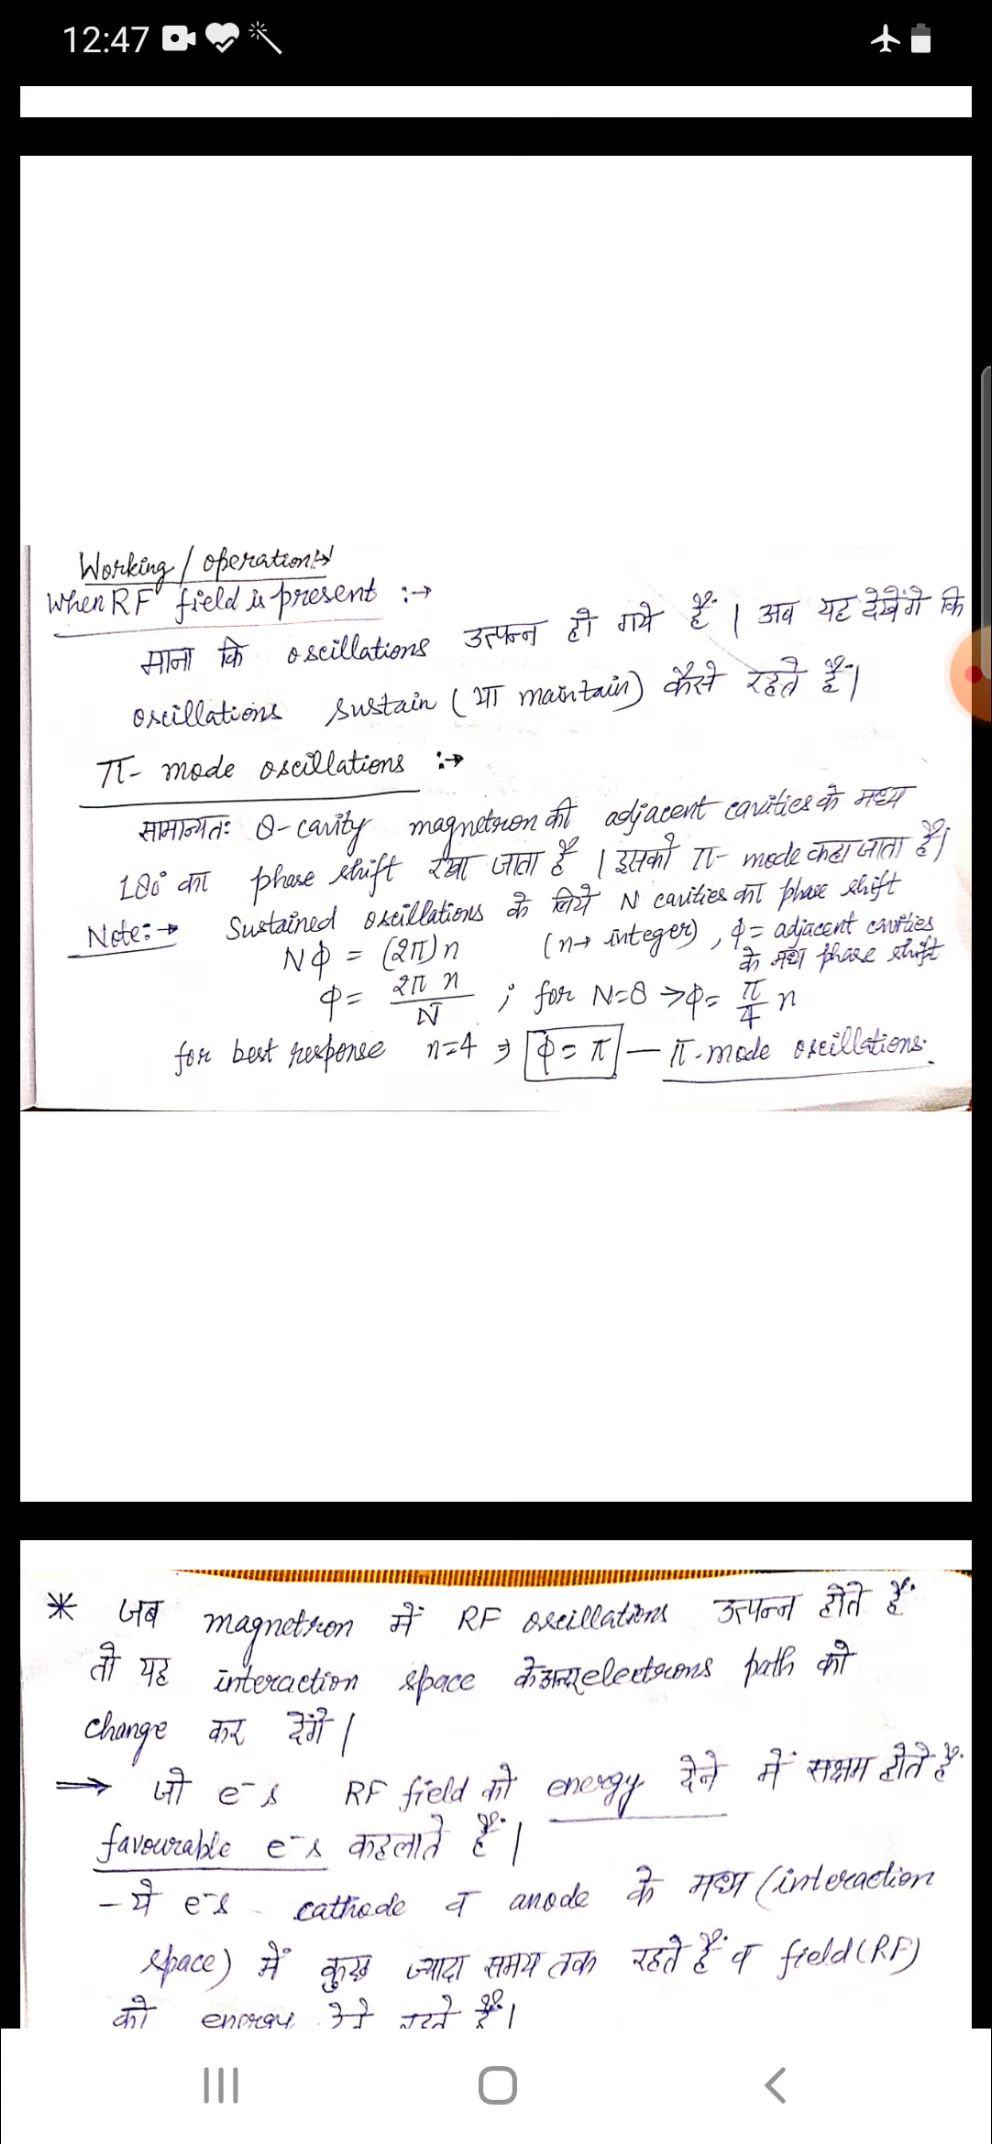 12:47
Working / operation:→
when RF field is present :→
माना कि oscillations उत्पन्न हो गये हैं | अब यह देखेंगे कि
oscillations sustain (या maintain) कैसे रहते हैं|
π- mode oscillations :→
सामान्यतः 8-cavity magnetron की adjacent cavities के मध्य
180° का phase shift रखा जाता है | इसको π- mode कहा जाता है|
Note:→ Sustained oscillations के लिये N cavities का phase shift
Nϕ = (2π)n (n→ integer), ϕ= adjacent cavities
के मध्य phase shift
ϕ= 2π n / N ; for N=8 →ϕ= π/4 n
for best response n=4 ⇒ ϕ= π — π-mode oscillations.
* जब magnetron में RF oscillations उत्पन्न होते हैं
तो यह interaction space के अन्दर electrons path को
change कर देंगे |
⇒ जो e⁻s RF field को energy देने में सक्षम होते हैं
favourable e⁻s कहलाते हैं |
- ये e⁻s cathode व anode के मध्य (interaction
space) में कुछ ज्यादा समय तक रहते हैं व field (RF)
को energy देते रहते हैं |